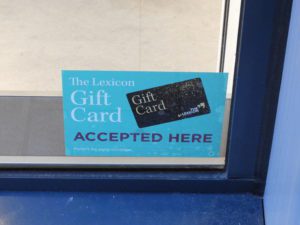 The Lexicon
Gift
Card
Gift
Card
ACCEPTED HERE